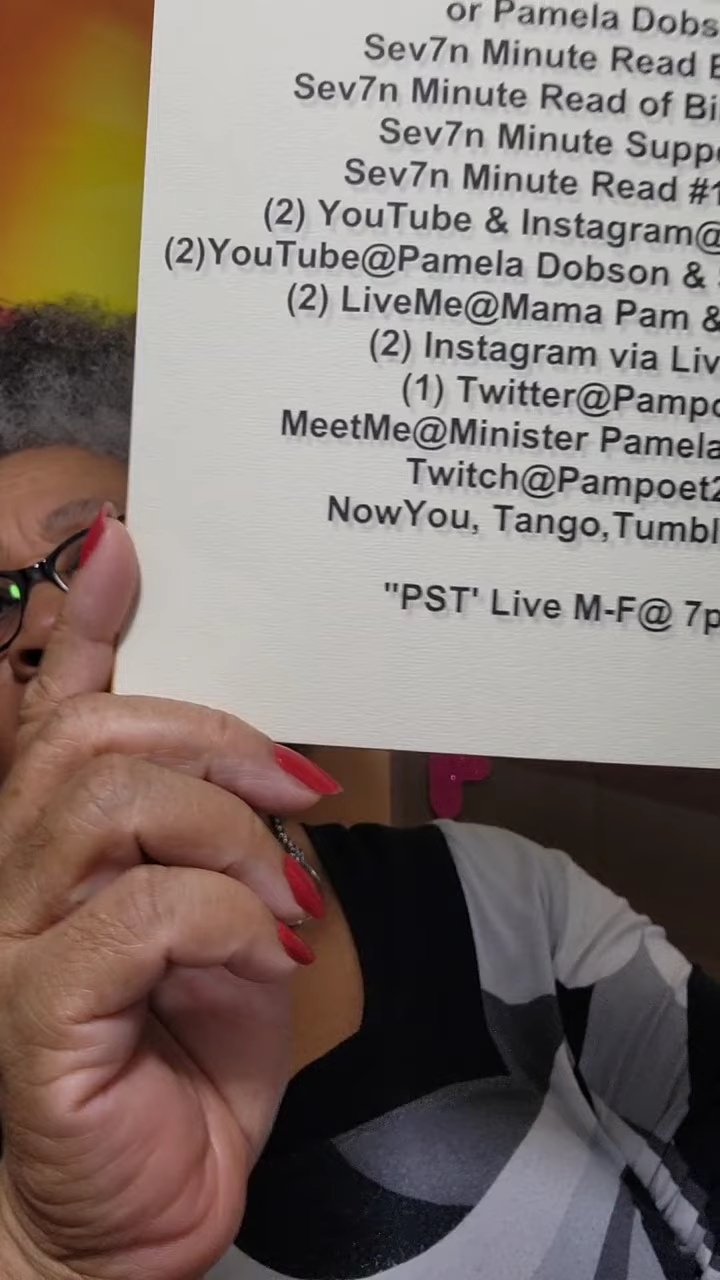 or Pamela Dobs
Sev7n Minute Read
Sev7n Minute Read of Bi
Sev7n Minute Supp
Sev7n Minute Read #1
(2) YouTube & Instagram@
(2)YouTube@Pamela Dobson &
(2) LiveMe@Mama Pam &
(2) Instagram via Liv
(1) Twitter@Pampo
MeetMe@Minister Pamela
Twitch@Pampoet2
NowYou, Tango,Tumbl
"PST' Live M-F@ 7p